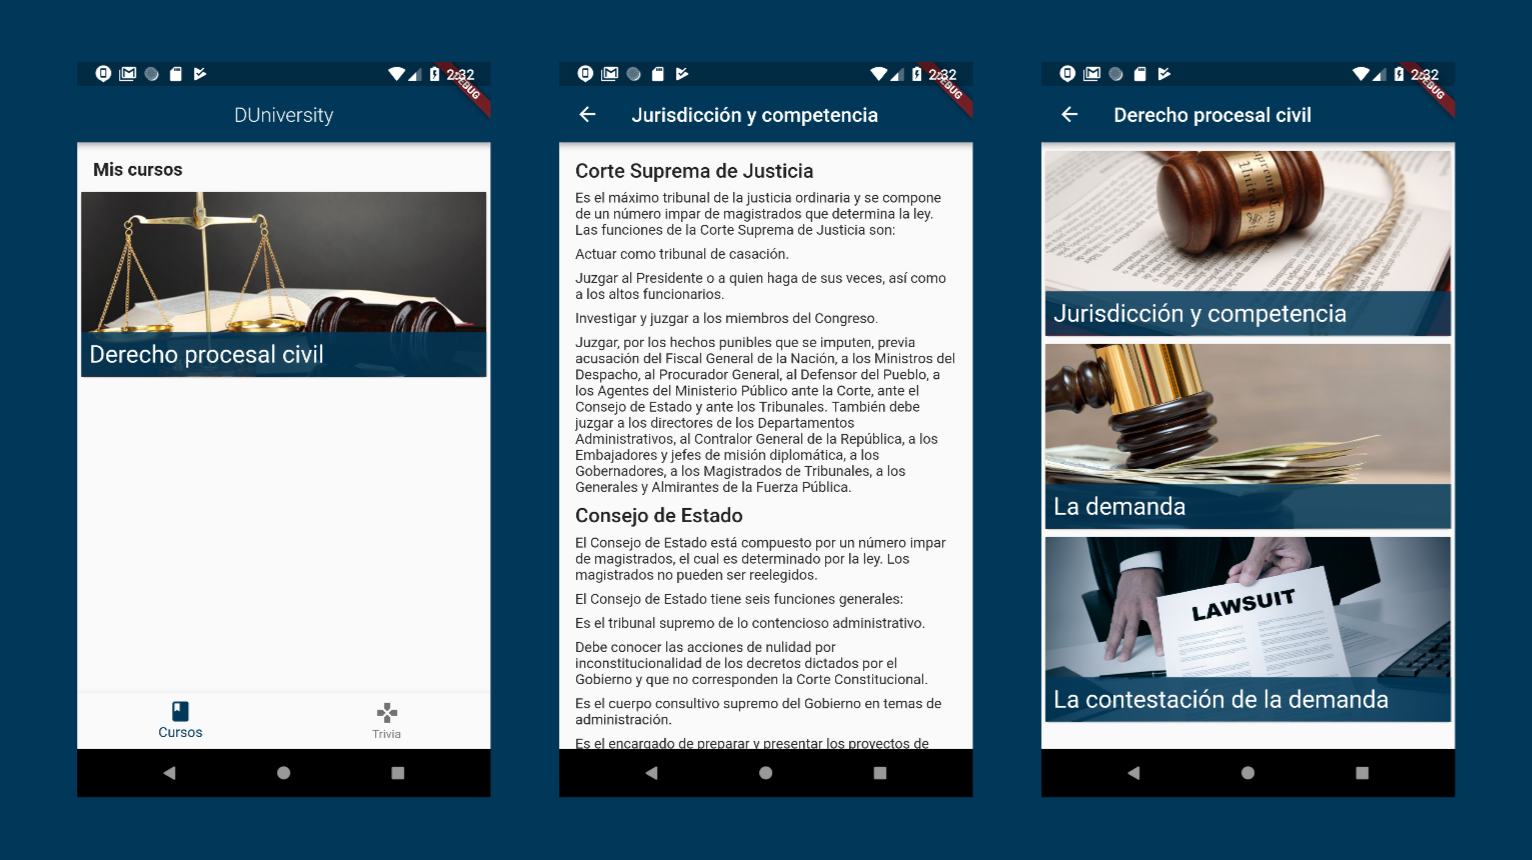 2:32
DEBUG
DUniversity
Mis cursos
Derecho procesal civil
Cursos
Trivia
2:32
DEBUG
Jurisdicción y competencia
Corte Suprema de Justicia
Es el máximo tribunal de la justicia ordinaria y se compone
de un número impar de magistrados que determina la ley.
Las funciones de la Corte Suprema de Justicia son:
Actuar como tribunal de casación.
Juzgar al Presidente o a quien haga de sus veces, así como
a los altos funcionarios.
Investigar y juzgar a los miembros del Congreso.
Juzgar, por los hechos punibles que se imputen, previa
acusación del Fiscal General de la Nación, a los Ministros del
Despacho, al Procurador General, al Defensor del Pueblo, a
los Agentes del Ministerio Público ante la Corte, ante el
Consejo de Estado y ante los Tribunales. También debe
juzgar a los directores de los Departamentos
Administrativos, al Contralor General de la República, a los
Embajadores y jefes de misión diplomática, a los
Gobernadores, a los Magistrados de Tribunales, a los
Generales y Almirantes de la Fuerza Pública.
Consejo de Estado
El Consejo de Estado está compuesto por un número impar
de magistrados, el cual es determinado por la ley. Los
magistrados no pueden ser reelegidos.
El Consejo de Estado tiene seis funciones generales:
Es el tribunal supremo de lo contencioso administrativo.
Debe conocer las acciones de nulidad por
inconstitucionalidad de los decretos dictados por el
Gobierno y que no corresponden la Corte Constitucional.
Es el cuerpo consultivo supremo del Gobierno en temas de
administración.
Es el encargado de preparar y presentar los proyectos de
2:32
DEBUG
Derecho procesal civil
Jurisdicción y competencia
La demanda
LAWSUIT
La contestación de la demanda